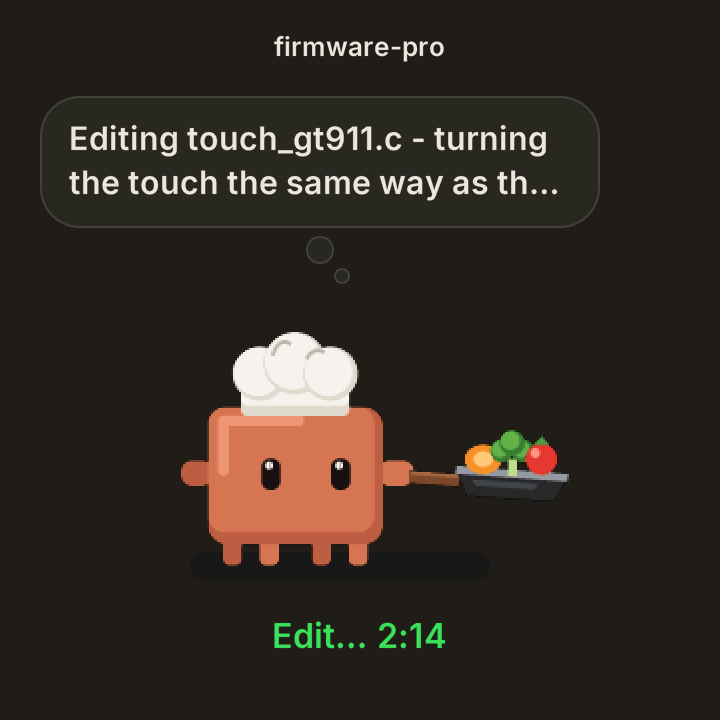 firmware-pro
Editing touch_gt911.c - turning
the touch the same way as th...
Edit... 2:14